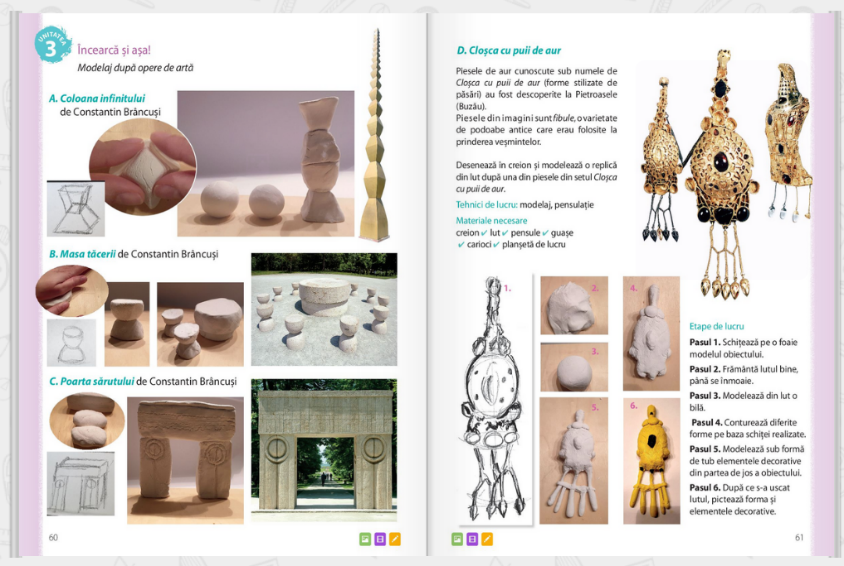 UNITATEA
3
Încearcă și așa!
Modelaj după opere de artă
A. Coloana infinitului
de Constantin Brâncuși
B. Masa tăcerii de Constantin Brâncuși
C. Poarta sărutului de Constantin Brâncuși
60
D. Cloșca cu puii de aur
Piesele de aur cunoscute sub numele de
Cloșca cu puii de aur (forme stilizate de
păsări) au fost descoperite la Pietroasele
(Buzău).
Piesele din imagini sunt fibule, o varietate
de podoabe antice care erau folosite la
prinderea veșmintelor.
Desenează în creion și modelează o replică
din lut după una din piesele din setul Cloșca
cu puii de aur.
Tehnici de lucru: modelaj, pensulație
Materiale necesare
creion ✓ lut ✓ pensule ✓ guașe
✓ carioci ✓ planșetă de lucru
1.
2.
3.
4.
5.
6.
Etape de lucru
Pasul 1. Schițează pe o foaie
modelul obiectului.
Pasul 2. Frământă lutul bine,
până se înmoaie.
Pasul 3. Modelează din lut o
bilă.
Pasul 4. Conturează diferite
forme pe baza schiței realizate.
Pasul 5. Modelează sub formă
de tub elementele decorative
din partea de jos a obiectului.
Pasul 6. După ce s-a uscat
lutul, pictează forma și
elementele decorative.
61